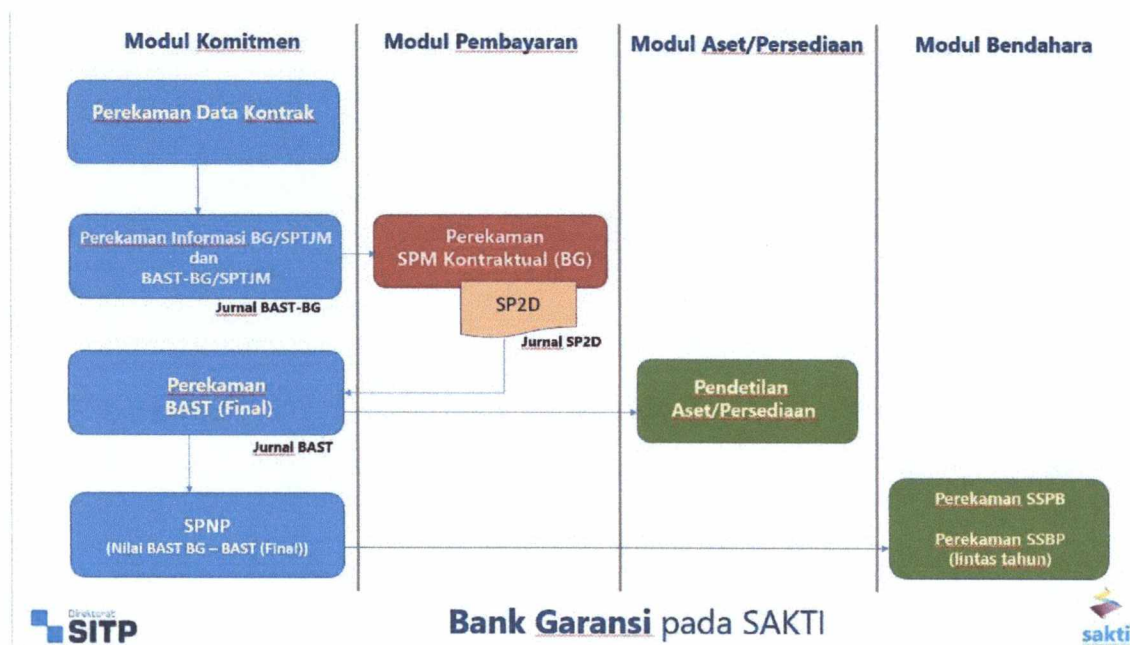 Modul Komitmen
Modul Pembayaran
Modul Aset/Persediaan
Modul Bendahara
Perekaman Data Kontrak
Perekaman Informasi BG/SPTJM
dan
BAST-BG/SPTJM
Jurnal BAST-BG
Perekaman
SPM Kontraktual (BG)
SP2D
Jurnal SP2D
Perekaman
BAST (Final)
Jurnal BAST
Pendetilan
Aset/Persediaan
SPNP
(Nilai BAST BG – BAST (Final))
Perekaman SSPB
Perekaman SSBP
(lintas tahun)
Direktorat
SITP
Bank Garansi pada SAKTI
sakti